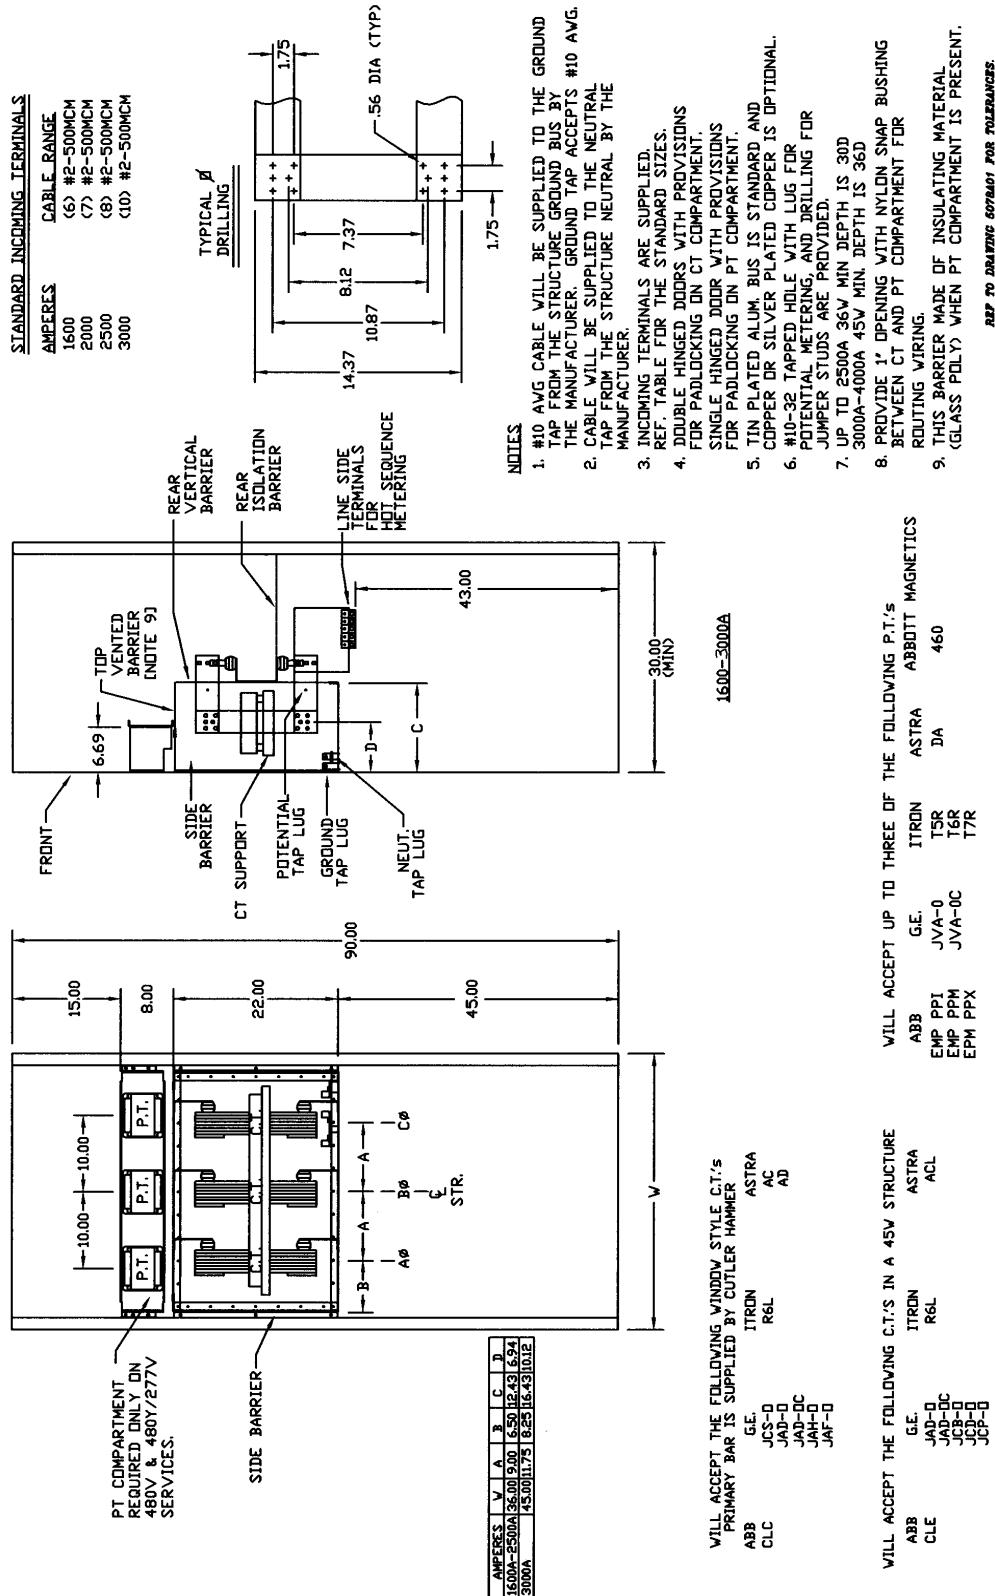 STANDARD INCOMING TERMINALS
AMPERES CABLE RANGE
1600 (6) #2-500MCM
2000 (7) #2-500MCM
2500 (8) #2-500MCM
3000 (10) #2-500MCM
TYPICAL Ø
DRILLING
1.75
.56 DIA (TYP)
7.37
8.12
10.87
14.37
1.75
NOTES
1. #10 AWG CABLE WILL BE SUPPLIED TO THE GROUND
TAP FROM THE STRUCTURE GROUND BUS BY
THE MANUFACTURER. GROUND TAP ACCEPTS #10 AWG.
2. CABLE WILL BE SUPPLIED TO THE NEUTRAL
TAP FROM THE STRUCTURE NEUTRAL BY THE
MANUFACTURER.
3. INCOMING TERMINALS ARE SUPPLIED.
REF. TABLE FOR THE STANDARD SIZES.
4. DOUBLE HINGED DOORS WITH PROVISIONS
FOR PADLOCKING ON CT COMPARTMENT.
SINGLE HINGED DOOR WITH PROVISIONS
FOR PADLOCKING ON PT COMPARTMENT.
5. TIN PLATED ALUM. BUS IS STANDARD AND
COPPER OR SILVER PLATED COPPER IS OPTIONAL.
6. #10-32 TAPPED HOLE WITH LUG FOR
POTENTIAL METERING, AND DRILLING FOR
JUMPER STUDS ARE PROVIDED.
7. UP TO 2500A 36W MIN DEPTH IS 30D
3000A-4000A 45W MIN. DEPTH IS 36D
8. PROVIDE 1" OPENING WITH NYLON SNAP BUSHING
BETWEEN CT AND PT COMPARTMENT FOR
ROUTING WIRING.
9. THIS BARRIER MADE OF INSULATING MATERIAL
(GLASS POLY) WHEN PT COMPARTMENT IS PRESENT.
REF TO DRAWING 6078A01 FOR TOLERANCES.
FRONT
6.69
TOP
VENTED
BARRIER
[NOTE 9]
REAR
VERTICAL
BARRIER
REAR
ISOLATION
BARRIER
LINE SIDE
TERMINALS
FOR
HOT SEQUENCE
METERING
SIDE
BARRIER
CT SUPPORT
POTENTIAL
TAP LUG
GROUND
TAP LUG
NEUT.
TAP LUG
D
C
43.00
30.00
(MIN)
1600-3000A
15.00
8.00
22.00
90.00
45.00
10.00 10.00
P.T. P.T. P.T.
B A A
AØ BØ CØ
CL
STR.
W
PT COMPARTMENT
REQUIRED ONLY ON
480V & 480Y/277V
SERVICES.
SIDE BARRIER
AMPERES W A B C D
1600A-2500A 36.00 9.00 6.50 12.43 6.94
3000A 45.00 11.75 8.25 16.43 10.12
WILL ACCEPT THE FOLLOWING WINDOW STYLE C.T.'s
PRIMARY BAR IS SUPPLIED BY CUTLER HAMMER
ABB G.E. ITRON ASTRA
CLC JCS-0 R6L AC
JAD-0 AD
JAD-0C
JAH-0
JAF-0
WILL ACCEPT THE FOLLOWING C.T.'S IN A 45W STRUCTURE
ABB G.E. ITRON ASTRA
CLE JAD-0 R6L ACL
JAD-0C
JCB-0
JCD-0
JCP-0
WILL ACCEPT UP TO THREE OF THE FOLLOWING P.T.'s
ABB G.E. ITRON ASTRA ABBOTT MAGNETICS
EMP PPI JVA-0 T5R DA 460
EMP PPM JVA-0C T6R
EPM PPX T7R